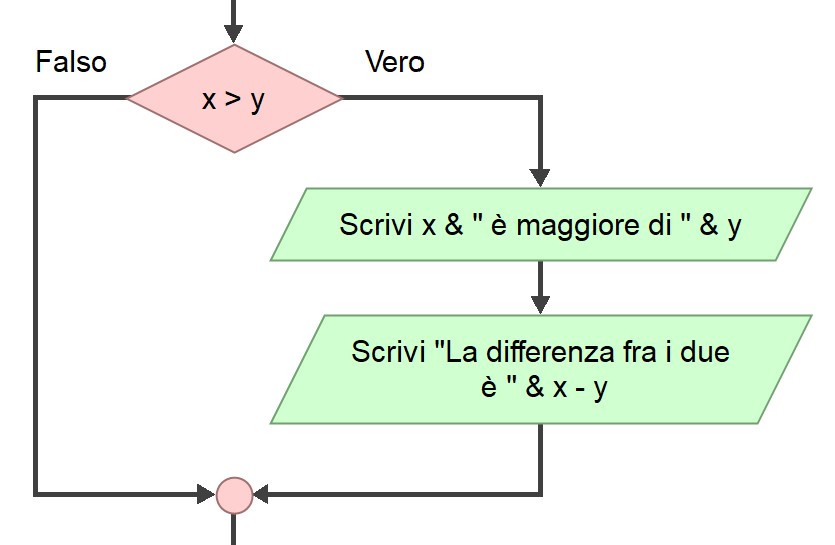 Falso
Vero
x > y
Scrivi x & " è maggiore di " & y
Scrivi "La differenza fra i due
è " & x - y